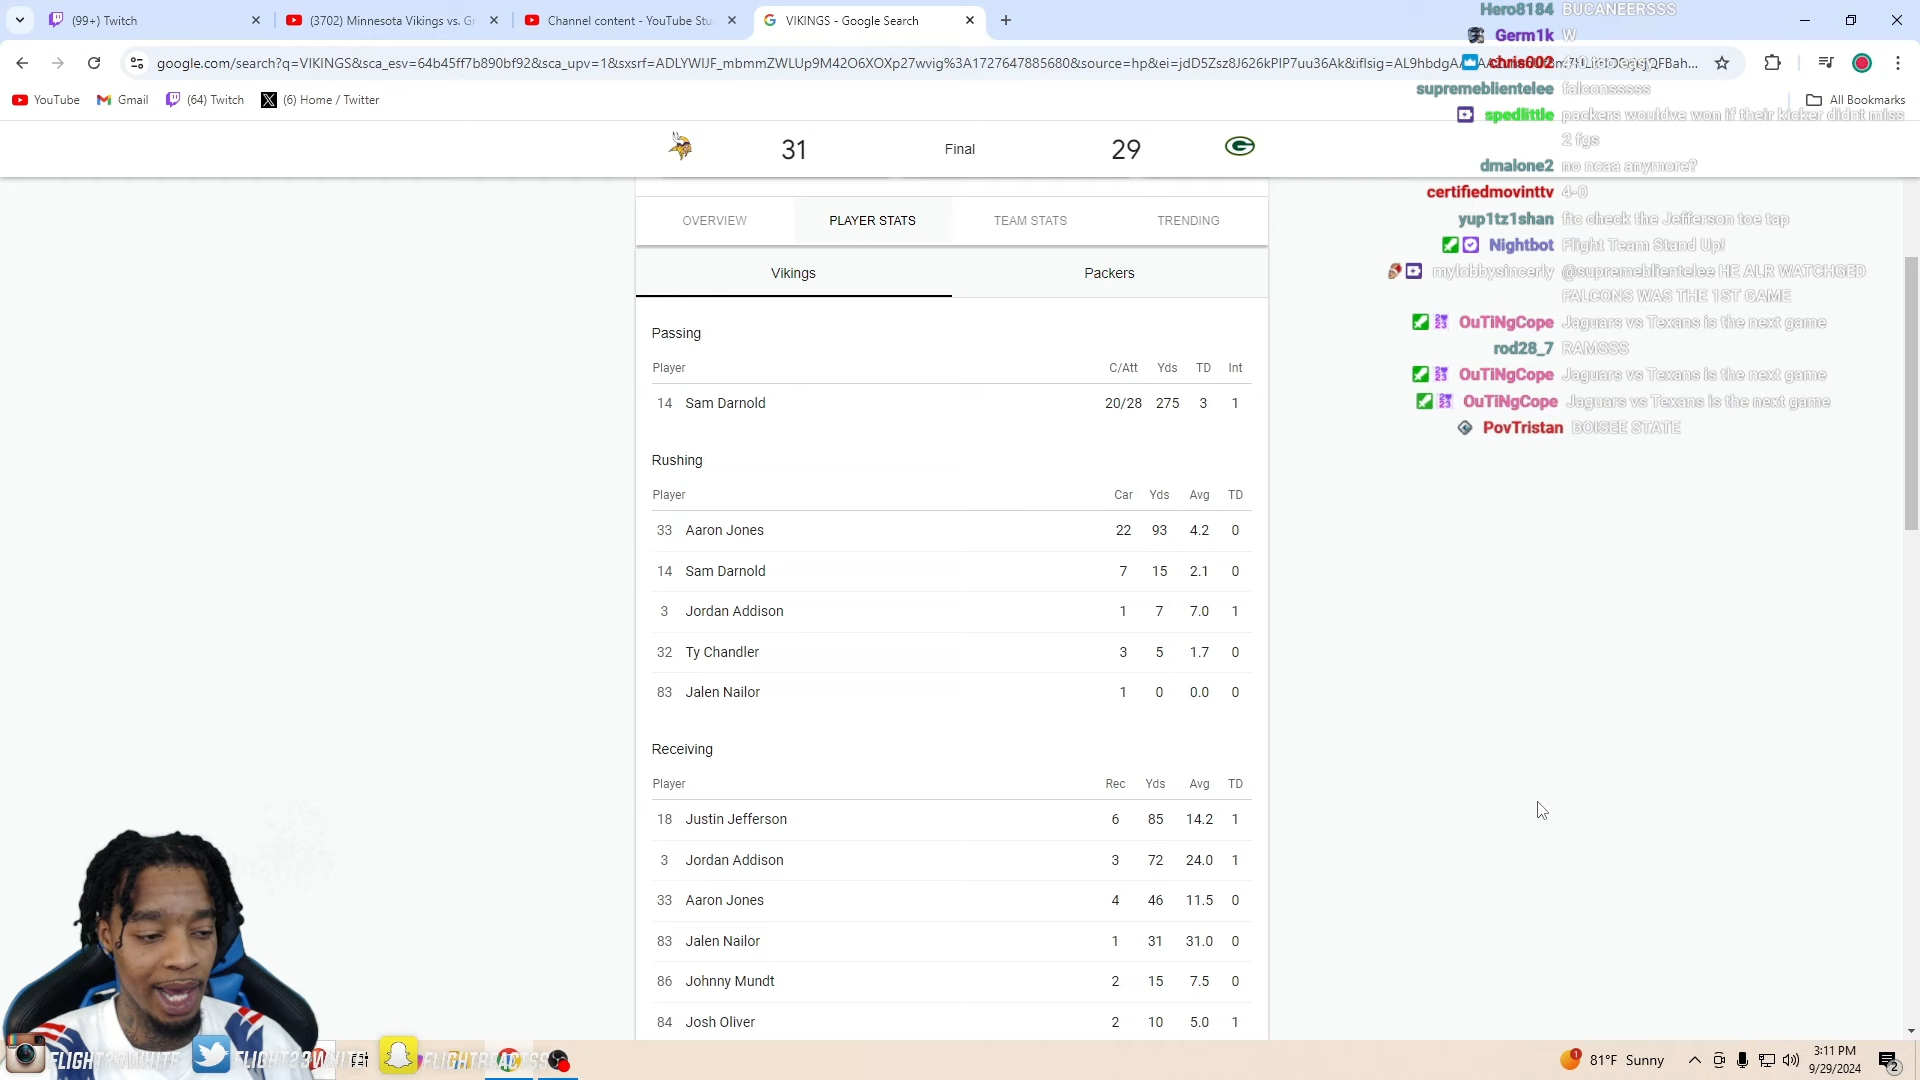 (99+) Twitch
(3702) Minnesota Vikings vs. Gr
Channel content - YouTube Stu
VIKINGS - Google Search
Hero8184 BUCANEERSSS
Germ1k W
google.com/search?q=VIKINGS&sca_esv=64b45ff7b890bf92&sca_upv=1&sxsrf=ADLYWIJF_mbmmZWLUp9M42O6XOXp27wvig%3A1727647885680&source=hp&ei=jdD5Zsz8J626kPIP7uu36Ak&iflsig=AL9hbdgA
chris002
supremeblientelee falconsssss
YouTube
Gmail
(64) Twitch
(6) Home / Twitter
All Bookmarks
spedlittle packers wouldve won if their kicker didnt miss
2 fgs
31
Final
29
G
dmalone2 no ncaa anymore?
certifiedmovinttv 4-0
yup1tz1shan ftc check the Jefferson toe tap
OVERVIEW
PLAYER STATS
TEAM STATS
TRENDING
Nightbot Flight Team Stand Up!
Vikings
Packers
mylobbysincerly @supremeblientelee HE ALR WATCHGED
FALCONS WAS THE 1ST GAME
OuTiNgCope Jaguars vs Texans is the next game
rod28_7 RAMSSS
OuTiNgCope Jaguars vs Texans is the next game
OuTiNgCope Jaguars vs Texans is the next game
PovTristan BOISEE STATE
Passing
Player C/Att Yds TD Int
14 Sam Darnold 20/28 275 3 1
Rushing
Player Car Yds Avg TD
33 Aaron Jones 22 93 4.2 0
14 Sam Darnold 7 15 2.1 0
3 Jordan Addison 1 7 7.0 1
32 Ty Chandler 3 5 1.7 0
83 Jalen Nailor 1 0 0.0 0
Receiving
Player Rec Yds Avg TD
18 Justin Jefferson 6 85 14.2 1
3 Jordan Addison 3 72 24.0 1
33 Aaron Jones 4 46 11.5 0
83 Jalen Nailor 1 31 31.0 0
86 Johnny Mundt 2 15 7.5 0
84 Josh Oliver 2 10 5.0 1
FLIGHT23WHITE
FLIGHT23WHITE
FLIGHTREACTSS
1
81°F Sunny
3:11 PM
9/29/2024
2